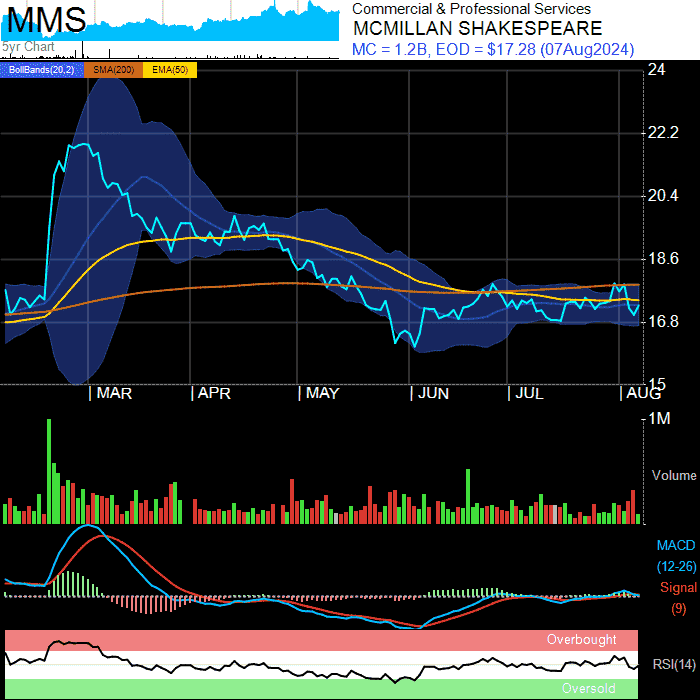 MMS
5yr Chart
Commercial & Professional Services
MCMILLAN SHAKESPEARE
MC = 1.2B, EOD = $17.28 (07Aug2024)
BollBands(20,2) SMA(200) EMA(50)
24
22.2
20.4
18.6
16.8
15
MAR APR MAY JUN JUL AUG
1M
Volume
MACD
(12-26)
Signal
(9)
Overbought
RSI(14)
Oversold